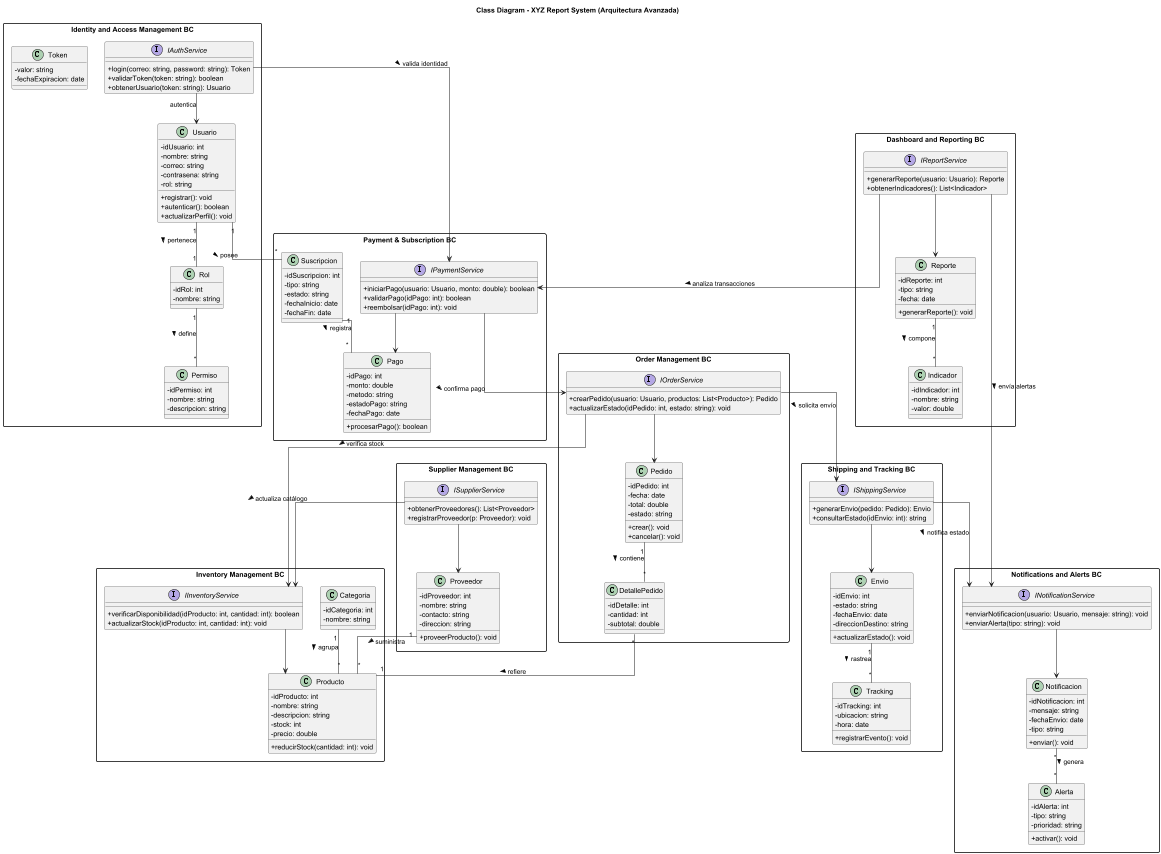 Class Diagram - XYZ Report System (Arquitectura Avanzada)
Identity and Access Management BC
C Token
-valor: string
-fechaExpiracion: date
I IAuthService
+login(correo: string, password: string): Token
+validarToken(token: string): boolean
+obtenerUsuario(token: string): Usuario
valida identidad
autentica
C Usuario
-idUsuario: int
-nombre: string
-correo: string
-contrasena: string
-rol: string
+registrar(): void
+autenticar(): boolean
+actualizarPerfil(): void
1
1
pertenece
posee
*
1
C Rol
-idRol: int
-nombre: string
1
define
*
C Permiso
-idPermiso: int
-nombre: string
-descripcion: string
Payment & Subscription BC
C Suscripcion
-idSuscripcion: int
-tipo: string
-estado: string
-fechaInicio: date
-fechaFin: date
1
registra
*
I IPaymentService
+iniciarPago(usuario: Usuario, monto: double): boolean
+validarPago(idPago: int): boolean
+reembolsar(idPago: int): void
C Pago
-idPago: int
-monto: double
-metodo: string
-estadoPago: string
-fechaPago: date
+procesarPago(): boolean
confirma pago
analiza transacciones
Dashboard and Reporting BC
I IReportService
+generarReporte(usuario: Usuario): Reporte
+obtenerIndicadores(): List<Indicador>
C Reporte
-idReporte: int
-tipo: string
-fecha: date
+generarReporte(): void
1
compone
*
C Indicador
-idIndicador: int
-nombre: string
-valor: double
envia alertas
Order Management BC
I IOrderService
+crearPedido(usuario: Usuario, productos: List<Producto>): Pedido
+actualizarEstado(idPedido: int, estado: string): void
solicita envio
verifica stock
C Pedido
-idPedido: int
-fecha: date
-total: double
-estado: string
+crear(): void
+cancelar(): void
1
contiene
*
C DetallePedido
-idDetalle: int
-cantidad: int
-subtotal: double
*
refiere
1
Supplier Management BC
I ISupplierService
+obtenerProveedores(): List<Proveedor>
+registrarProveedor(p: Proveedor): void
actualiza catálogo
C Proveedor
-idProveedor: int
-nombre: string
-contacto: string
-direccion: string
+proveerProducto(): void
1
suministra
*
Inventory Management BC
I IInventoryService
+verificarDisponibilidad(idProducto: int, cantidad: int): boolean
+actualizarStock(idProducto: int, cantidad: int): void
C Categoria
-idCategoria: int
-nombre: string
1
agrupa
*
C Producto
-idProducto: int
-nombre: string
-descripcion: string
-stock: int
-precio: double
+reducirStock(cantidad: int): void
Shipping and Tracking BC
I IShippingService
+generarEnvio(pedido: Pedido): Envio
+consultarEstado(idEnvio: int): string
notifica estado
C Envio
-idEnvio: int
-estado: string
-fechaEnvio: date
-direccionDestino: string
+actualizarEstado(): void
1
rastrea
*
C Tracking
-idTracking: int
-ubicacion: string
-hora: date
+registrarEvento(): void
Notifications and Alerts BC
I INotificationService
+enviarNotificacion(usuario: Usuario, mensaje: string): void
+enviarAlerta(tipo: string): void
C Notificacion
-idNotificacion: int
-mensaje: string
-fechaEnvio: date
-tipo: string
+enviar(): void
*
genera
*
C Alerta
-idAlerta: int
-tipo: string
-prioridad: string
+activar(): void